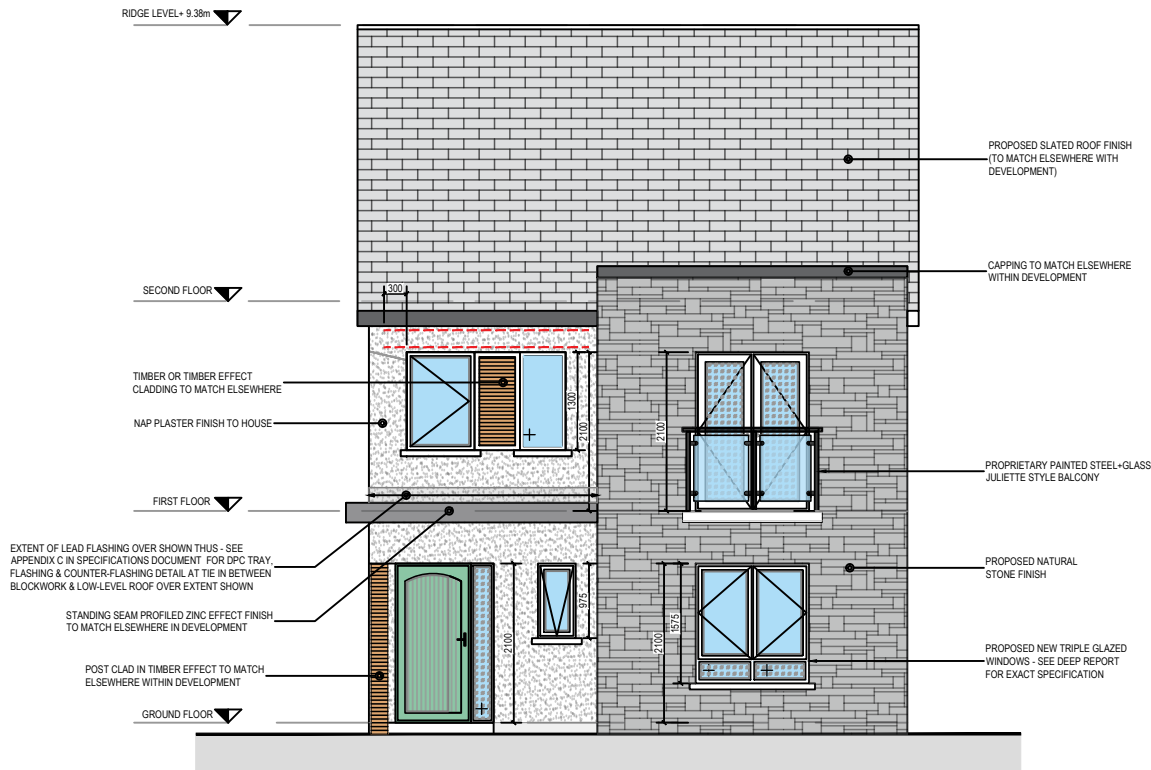 RIDGE LEVEL+ 9.38m
PROPOSED SLATED ROOF FINISH
(TO MATCH ELSEWHERE WITH
DEVELOPMENT)
CAPPING TO MATCH ELSEWHERE
WITHIN DEVELOPMENT
SECOND FLOOR
300
TIMBER OR TIMBER EFFECT
CLADDING TO MATCH ELSEWHERE
NAP PLASTER FINISH TO HOUSE
1300
2100
2100
PROPRIETARY PAINTED STEEL+GLASS
JULIETTE STYLE BALCONY
FIRST FLOOR
EXTENT OF LEAD FLASHING OVER SHOWN THUS - SEE
APPENDIX C IN SPECIFICATIONS DOCUMENT FOR DPC TRAY,
FLASHING & COUNTER-FLASHING DETAIL AT TIE IN BETWEEN
BLOCKWORK & LOW-LEVEL ROOF OVER EXTENT SHOWN
PROPOSED NATURAL
STONE FINISH
STANDING SEAM PROFILED ZINC EFFECT FINISH
TO MATCH ELSEWHERE IN DEVELOPMENT
2100
975
2100
1575
POST CLAD IN TIMBER EFFECT TO MATCH
ELSEWHERE WITHIN DEVELOPMENT
PROPOSED NEW TRIPLE GLAZED
WINDOWS - SEE DEEP REPORT
FOR EXACT SPECIFICATION
GROUND FLOOR